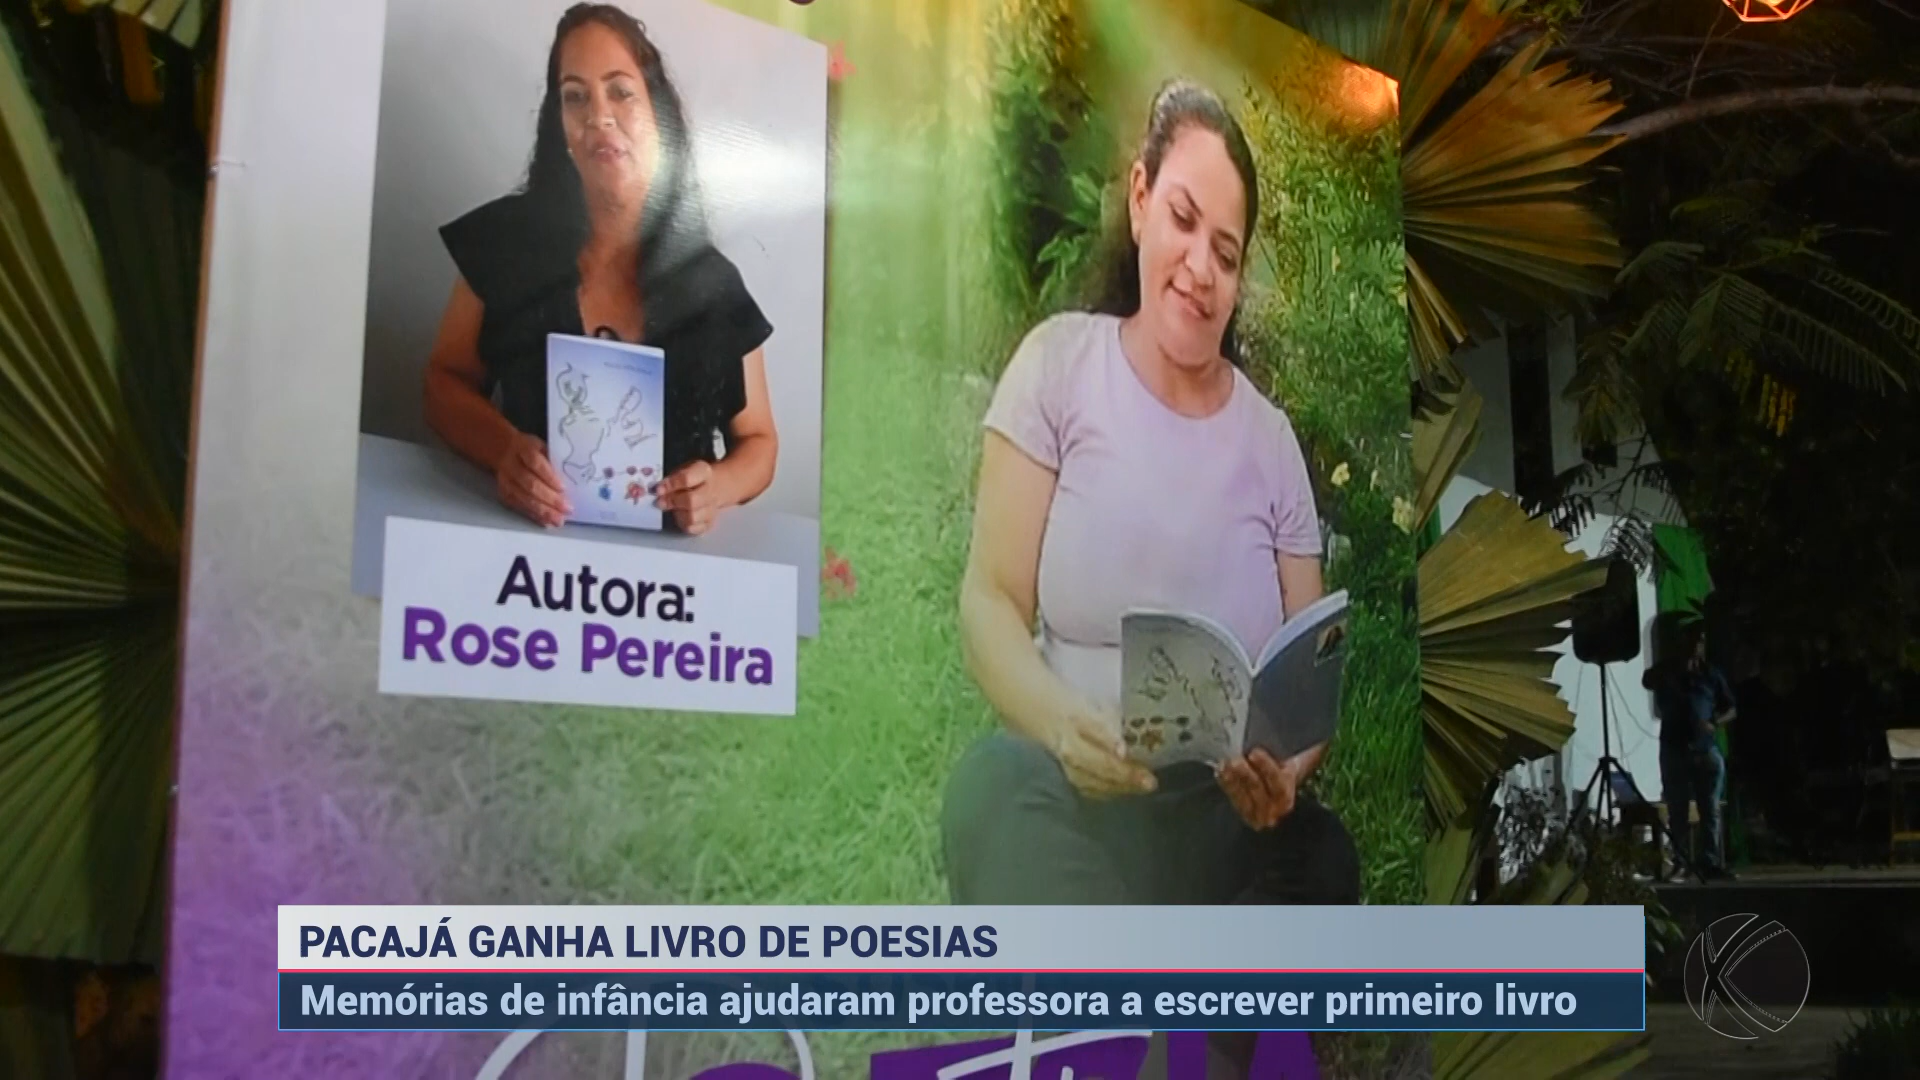 Autora:
Rose Pereira
PACAJÁ GANHA LIVRO DE POESIAS
Memórias de infância ajudaram professora a escrever primeiro livro